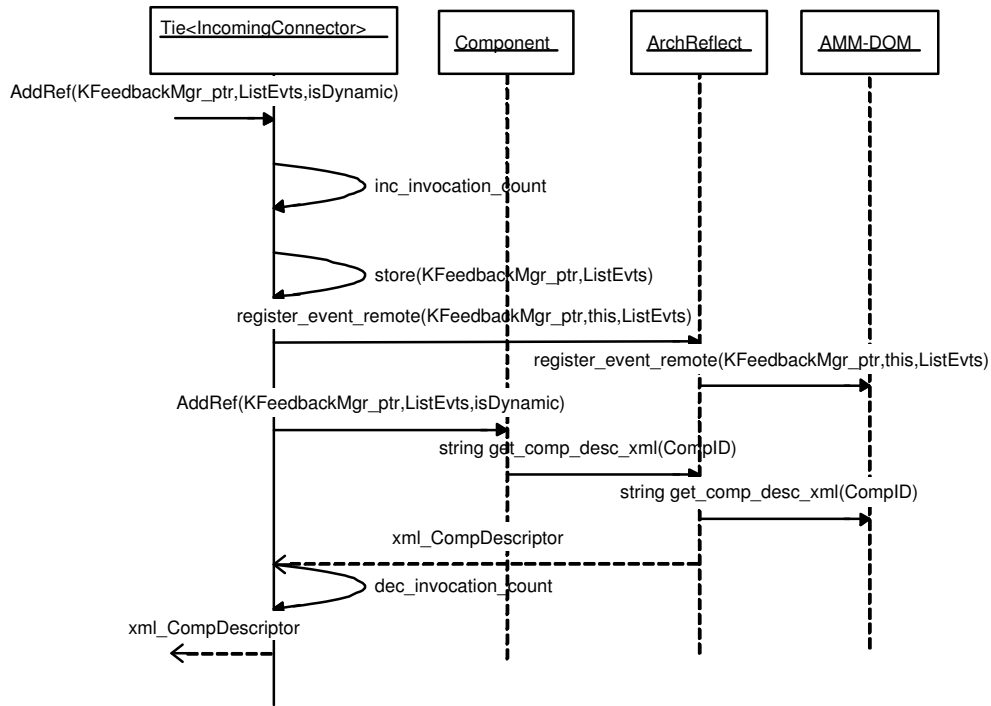 Tie<IncomingConnector>
Component
ArchReflect
AMM-DOM
AddRef(KFeedbackMgr_ptr,ListEvts,isDynamic)
inc_invocation_count
store(KFeedbackMgr_ptr,ListEvts)
register_event_remote(KFeedbackMgr_ptr,this,ListEvts)
register_event_remote(KFeedbackMgr_ptr,this,ListEvts)
AddRef(KFeedbackMgr_ptr,ListEvts,isDynamic)
string get_comp_desc_xml(CompID)
string get_comp_desc_xml(CompID)
xml_CompDescriptor
dec_invocation_count
xml_CompDescriptor